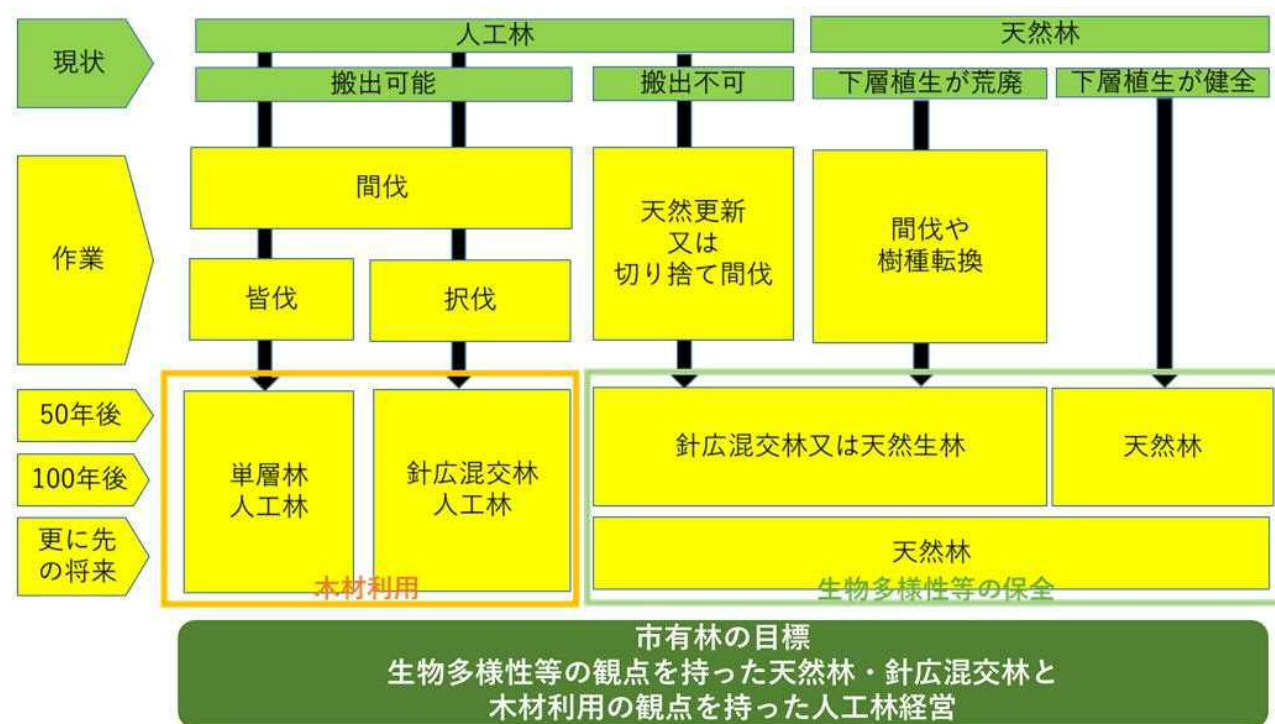 現状
人工林
天然林
搬出可能
搬出不可
下層植生が荒廃
下層植生が健全
作業
間伐
皆伐
択伐
天然更新
又は
切り捨て間伐
間伐や
樹種転換
50年後
100年後
更に先
の将来
単層林
人工林
針広混交林
人工林
木材利用
針広混交林又は天然生林
天然林
天然林
生物多様性等の保全
市有林の目標
生物多様性等の観点を持った天然林・針広混交林と
木材利用の観点を持った人工林経営